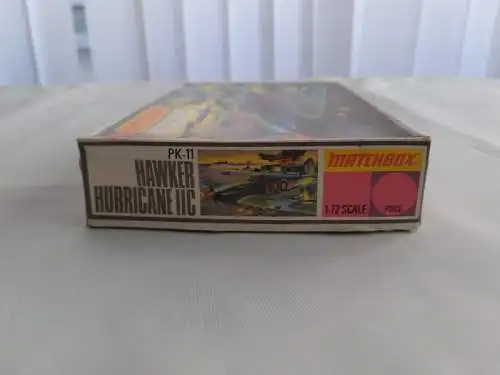 PK-11
HAWKER
HURRICANE IIC
MATCHBOX
1-72 SCALE
PRICE